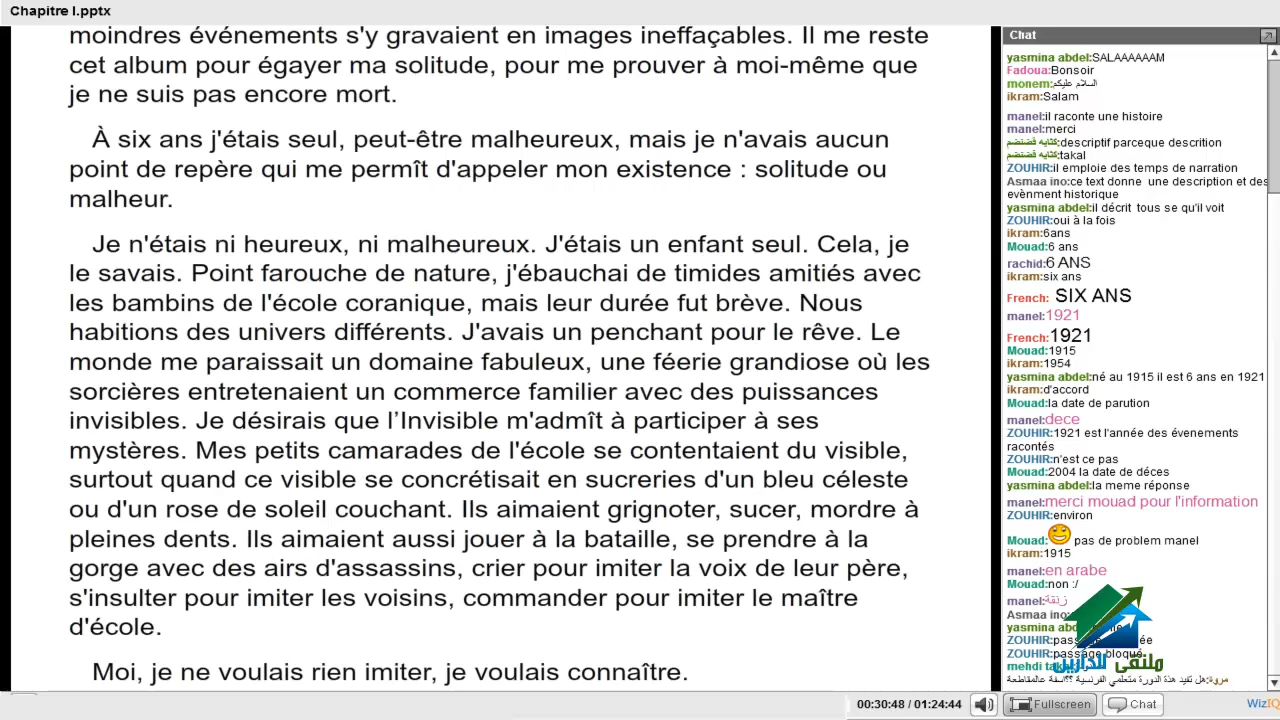 Chapitre I.pptx
moindres événements s'y gravaient en images ineffaçables. Il me reste
cet album pour égayer ma solitude, pour me prouver à moi-même que
je ne suis pas encore mort.
À six ans j'étais seul, peut-être malheureux, mais je n'avais aucun
point de repère qui me permît d'appeler mon existence : solitude ou
malheur.
Je n'étais ni heureux, ni malheureux. J'étais un enfant seul. Cela, je
le savais. Point farouche de nature, j'ébauchai de timides amitiés avec
les bambins de l'école coranique, mais leur durée fut brève. Nous
habitions des univers différents. J'avais un penchant pour le rêve. Le
monde me paraissait un domaine fabuleux, une féerie grandiose où les
sorcières entretenaient un commerce familier avec des puissances
invisibles. Je désirais que l’Invisible m'admît à participer à ses
mystères. Mes petits camarades de l'école se contentaient du visible,
surtout quand ce visible se concrétisait en sucreries d'un bleu céleste
ou d'un rose de soleil couchant. Ils aimaient grignoter, sucer, mordre à
pleines dents. Ils aimaient aussi jouer à la bataille, se prendre à la
gorge avec des airs d'assassins, crier pour imiter la voix de leur père,
s'insulter pour imiter les voisins, commander pour imiter le maître
d'école.
Moi, je ne voulais rien imiter, je voulais connaître.
Chat
yasmina abdel:SALAAAAAAM
Fadoua:Bonsoir
monem:السلام عليكم
ikram:Salam
manel:il raconte une histoire
manel:merci
descriptif parceque descrition
takal
ZOUHIR:il emploie des temps de narration
Asmaa ino:ce text donne une description et des
evènment historique
yasmina abdel:il décrit tous se qu'il voit
ZOUHIR:oui à la fois
ikram:6ans
Mouad:6 ans
rachid:6 ANS
ikram:six ans
French: SIX ANS
manel:1921
French:1921
Mouad:1915
ikram:1954
yasmina abdel:né au 1915 il est 6 ans en 1921
ikram:d'accord
Mouad:la date de parution
manel:dece
ZOUHIR:1921 est l'année des évenements
racontés
ZOUHIR:n'est ce pas
Mouad:2004 la date de déces
yasmina abdel:la meme réponse
manel:merci mouad pour l'information
ZOUHIR:environ
Mouad: pas de problem manel
ikram:1915
manel:en arabe
Mouad:non :/
manel:زنقة
Asmaa ino:
yasmina
ZOUHIR:
ZOUHIR: bloqué
mehdi
ملتقى الدارين
مروة:هل تفيد هذة الدورة متعلمي الفرنسية ؟؟اسفة عالمقاطعة
00:30:48 / 01:24:44 Fullscreen Chat WizIQ